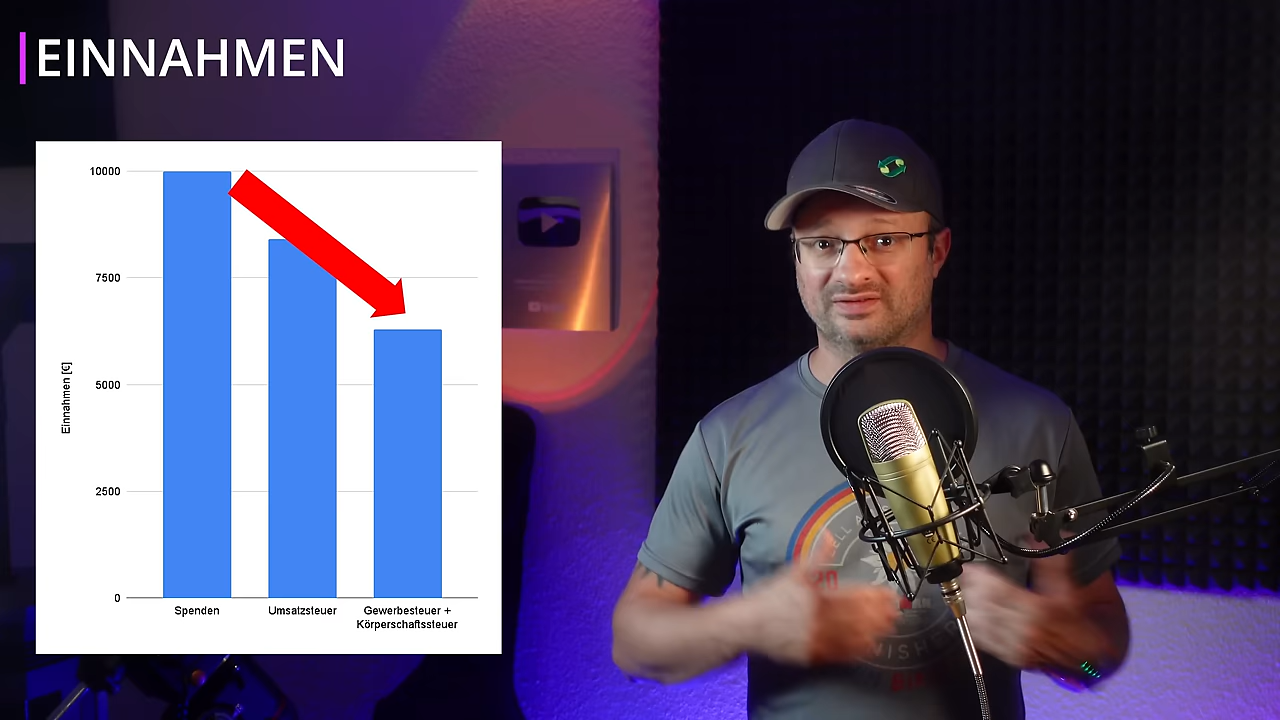 EINNAHMEN
10000
7500
5000
2500
0
Einnahmen [€]
Spenden
Umsatzsteuer
Gewerbesteuer +
Körperschaftssteuer